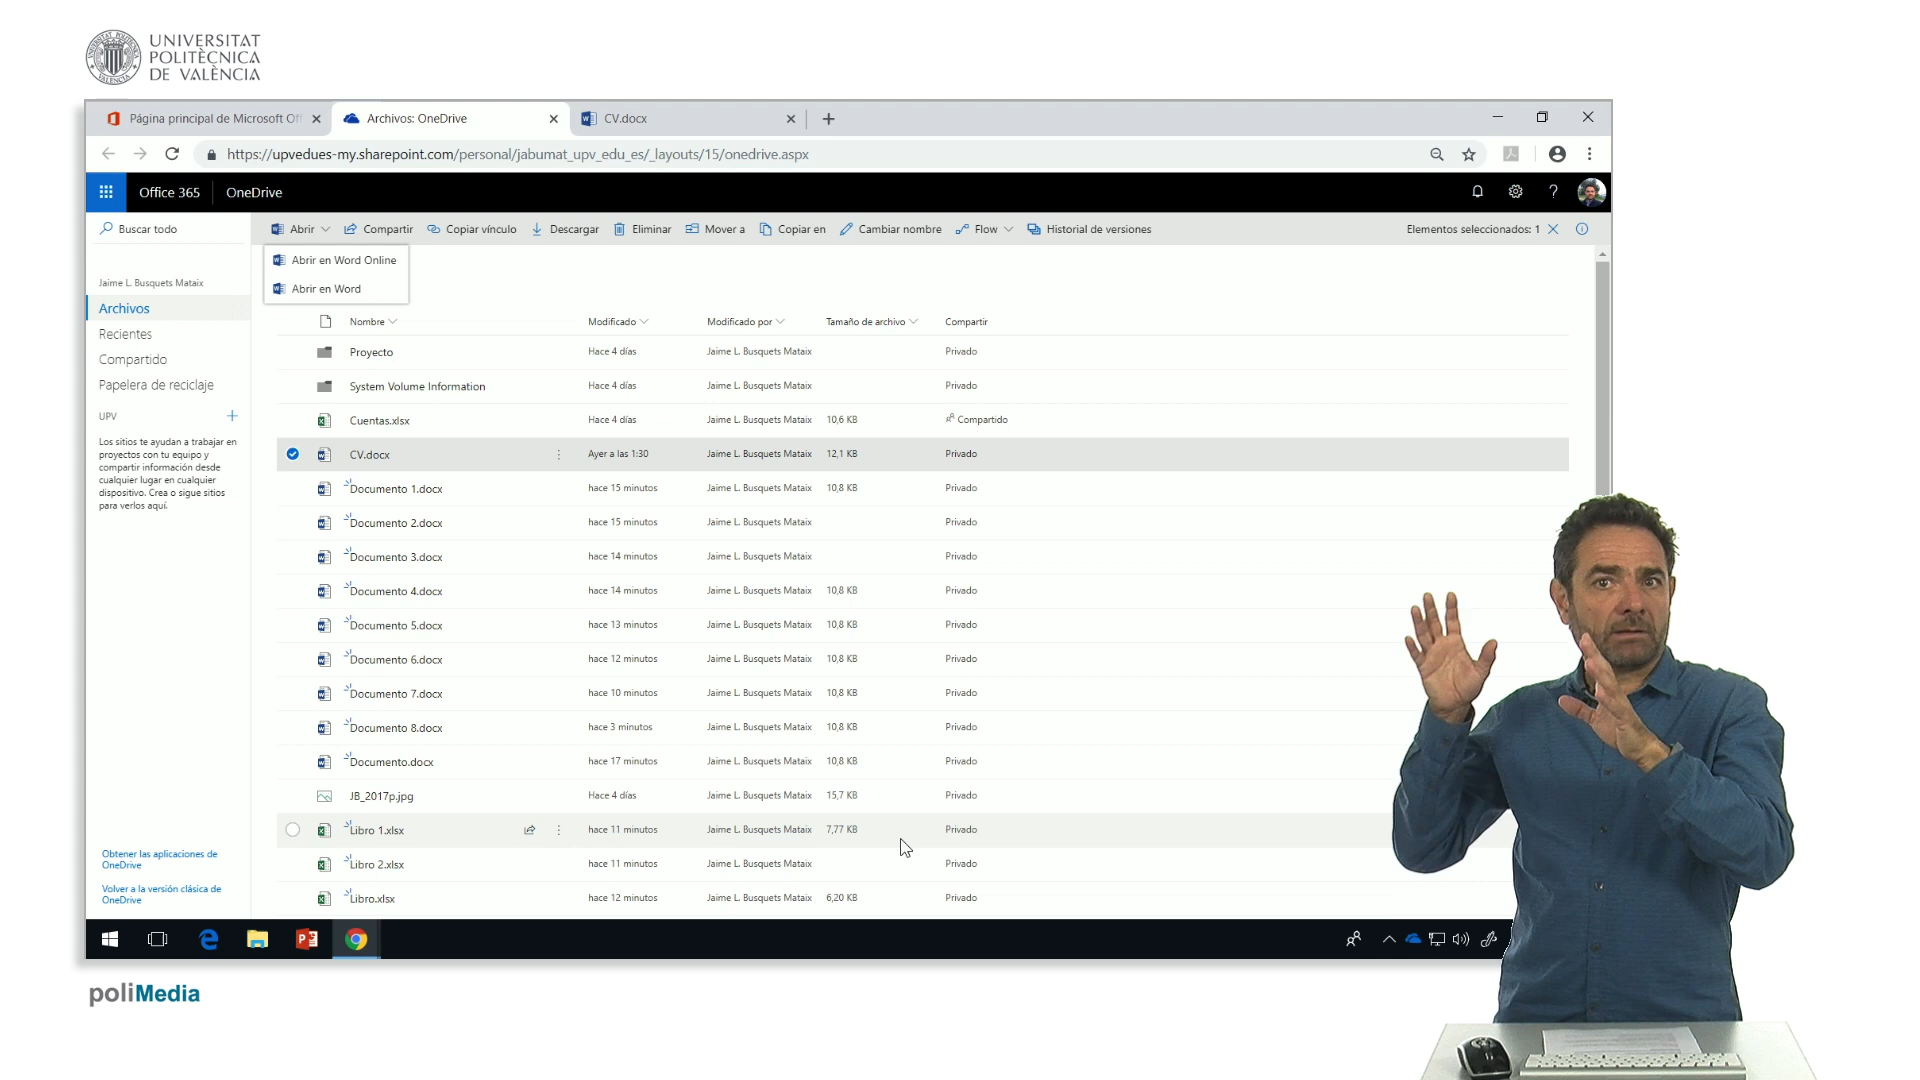 UNIVERSITAT
POLITÈCNICA
DE VALÈNCIA
Página principal de Microsoft Off
Archivos: OneDrive
CV.docx
https://upvedues-my.sharepoint.com/personal/jabumat_upv_edu_es/_layouts/15/onedrive.aspx
Office 365
OneDrive
Buscar todo
Abrir
Compartir
Copiar vínculo
Descargar
Eliminar
Mover a
Copiar en
Cambiar nombre
Flow
Historial de versiones
Elementos seleccionados: 1
Abrir en Word Online
Abrir en Word
Jaime L. Busquets Mataix
Archivos
Recientes
Compartido
Papelera de reciclaje
UPV
Los sitios te ayudan a trabajar en
proyectos con tu equipo y
compartir información desde
cualquier lugar en cualquier
dispositivo. Crea o sigue sitios
para verlos aquí.
Obtener las aplicaciones de
OneDrive
Volver a la versión clásica de
OneDrive
Nombre Modificado Modificado por Tamaño de archivo Compartir
Proyecto Hace 4 días Jaime L. Busquets Mataix Privado
System Volume Information Hace 4 días Jaime L. Busquets Mataix Privado
Cuentas.xlsx Hace 4 días Jaime L. Busquets Mataix 10,6 KB Compartido
CV.docx Ayer a las 1:30 Jaime L. Busquets Mataix 12,1 KB Privado
Documento 1.docx hace 15 minutos Jaime L. Busquets Mataix 10,8 KB Privado
Documento 2.docx hace 15 minutos Jaime L. Busquets Mataix Privado
Documento 3.docx hace 14 minutos Jaime L. Busquets Mataix Privado
Documento 4.docx hace 14 minutos Jaime L. Busquets Mataix 10,8 KB Privado
Documento 5.docx hace 13 minutos Jaime L. Busquets Mataix 10,8 KB Privado
Documento 6.docx hace 12 minutos Jaime L. Busquets Mataix 10,8 KB Privado
Documento 7.docx hace 10 minutos Jaime L. Busquets Mataix 10,8 KB Privado
Documento 8.docx hace 3 minutos Jaime L. Busquets Mataix 10,8 KB Privado
Documento.docx hace 17 minutos Jaime L. Busquets Mataix 10,8 KB Privado
JB_2017p.jpg Hace 4 días Jaime L. Busquets Mataix 15,7 KB Privado
Libro 1.xlsx hace 11 minutos Jaime L. Busquets Mataix 7,77 KB Privado
Libro 2.xlsx hace 11 minutos Jaime L. Busquets Mataix Privado
Libro.xlsx hace 12 minutos Jaime L. Busquets Mataix 6,20 KB Privado
poliMedia